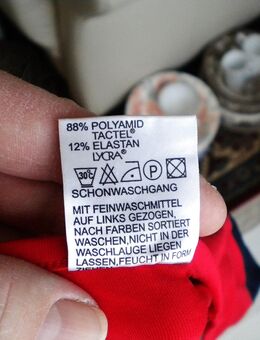 88% POLYAMID
TACTEL®
12% ELASTAN
LYCRA®
30°C P
SCHONWASCHGANG
MIT FEINWASCHMITTEL
AUF LINKS GEZOGEN,
NACH FARBEN SORTIERT
WASCHEN,NICHT IN DER
WASCHLAUGE LIEGEN
LASSEN,FEUCHT IN FORM
ZIEHEN